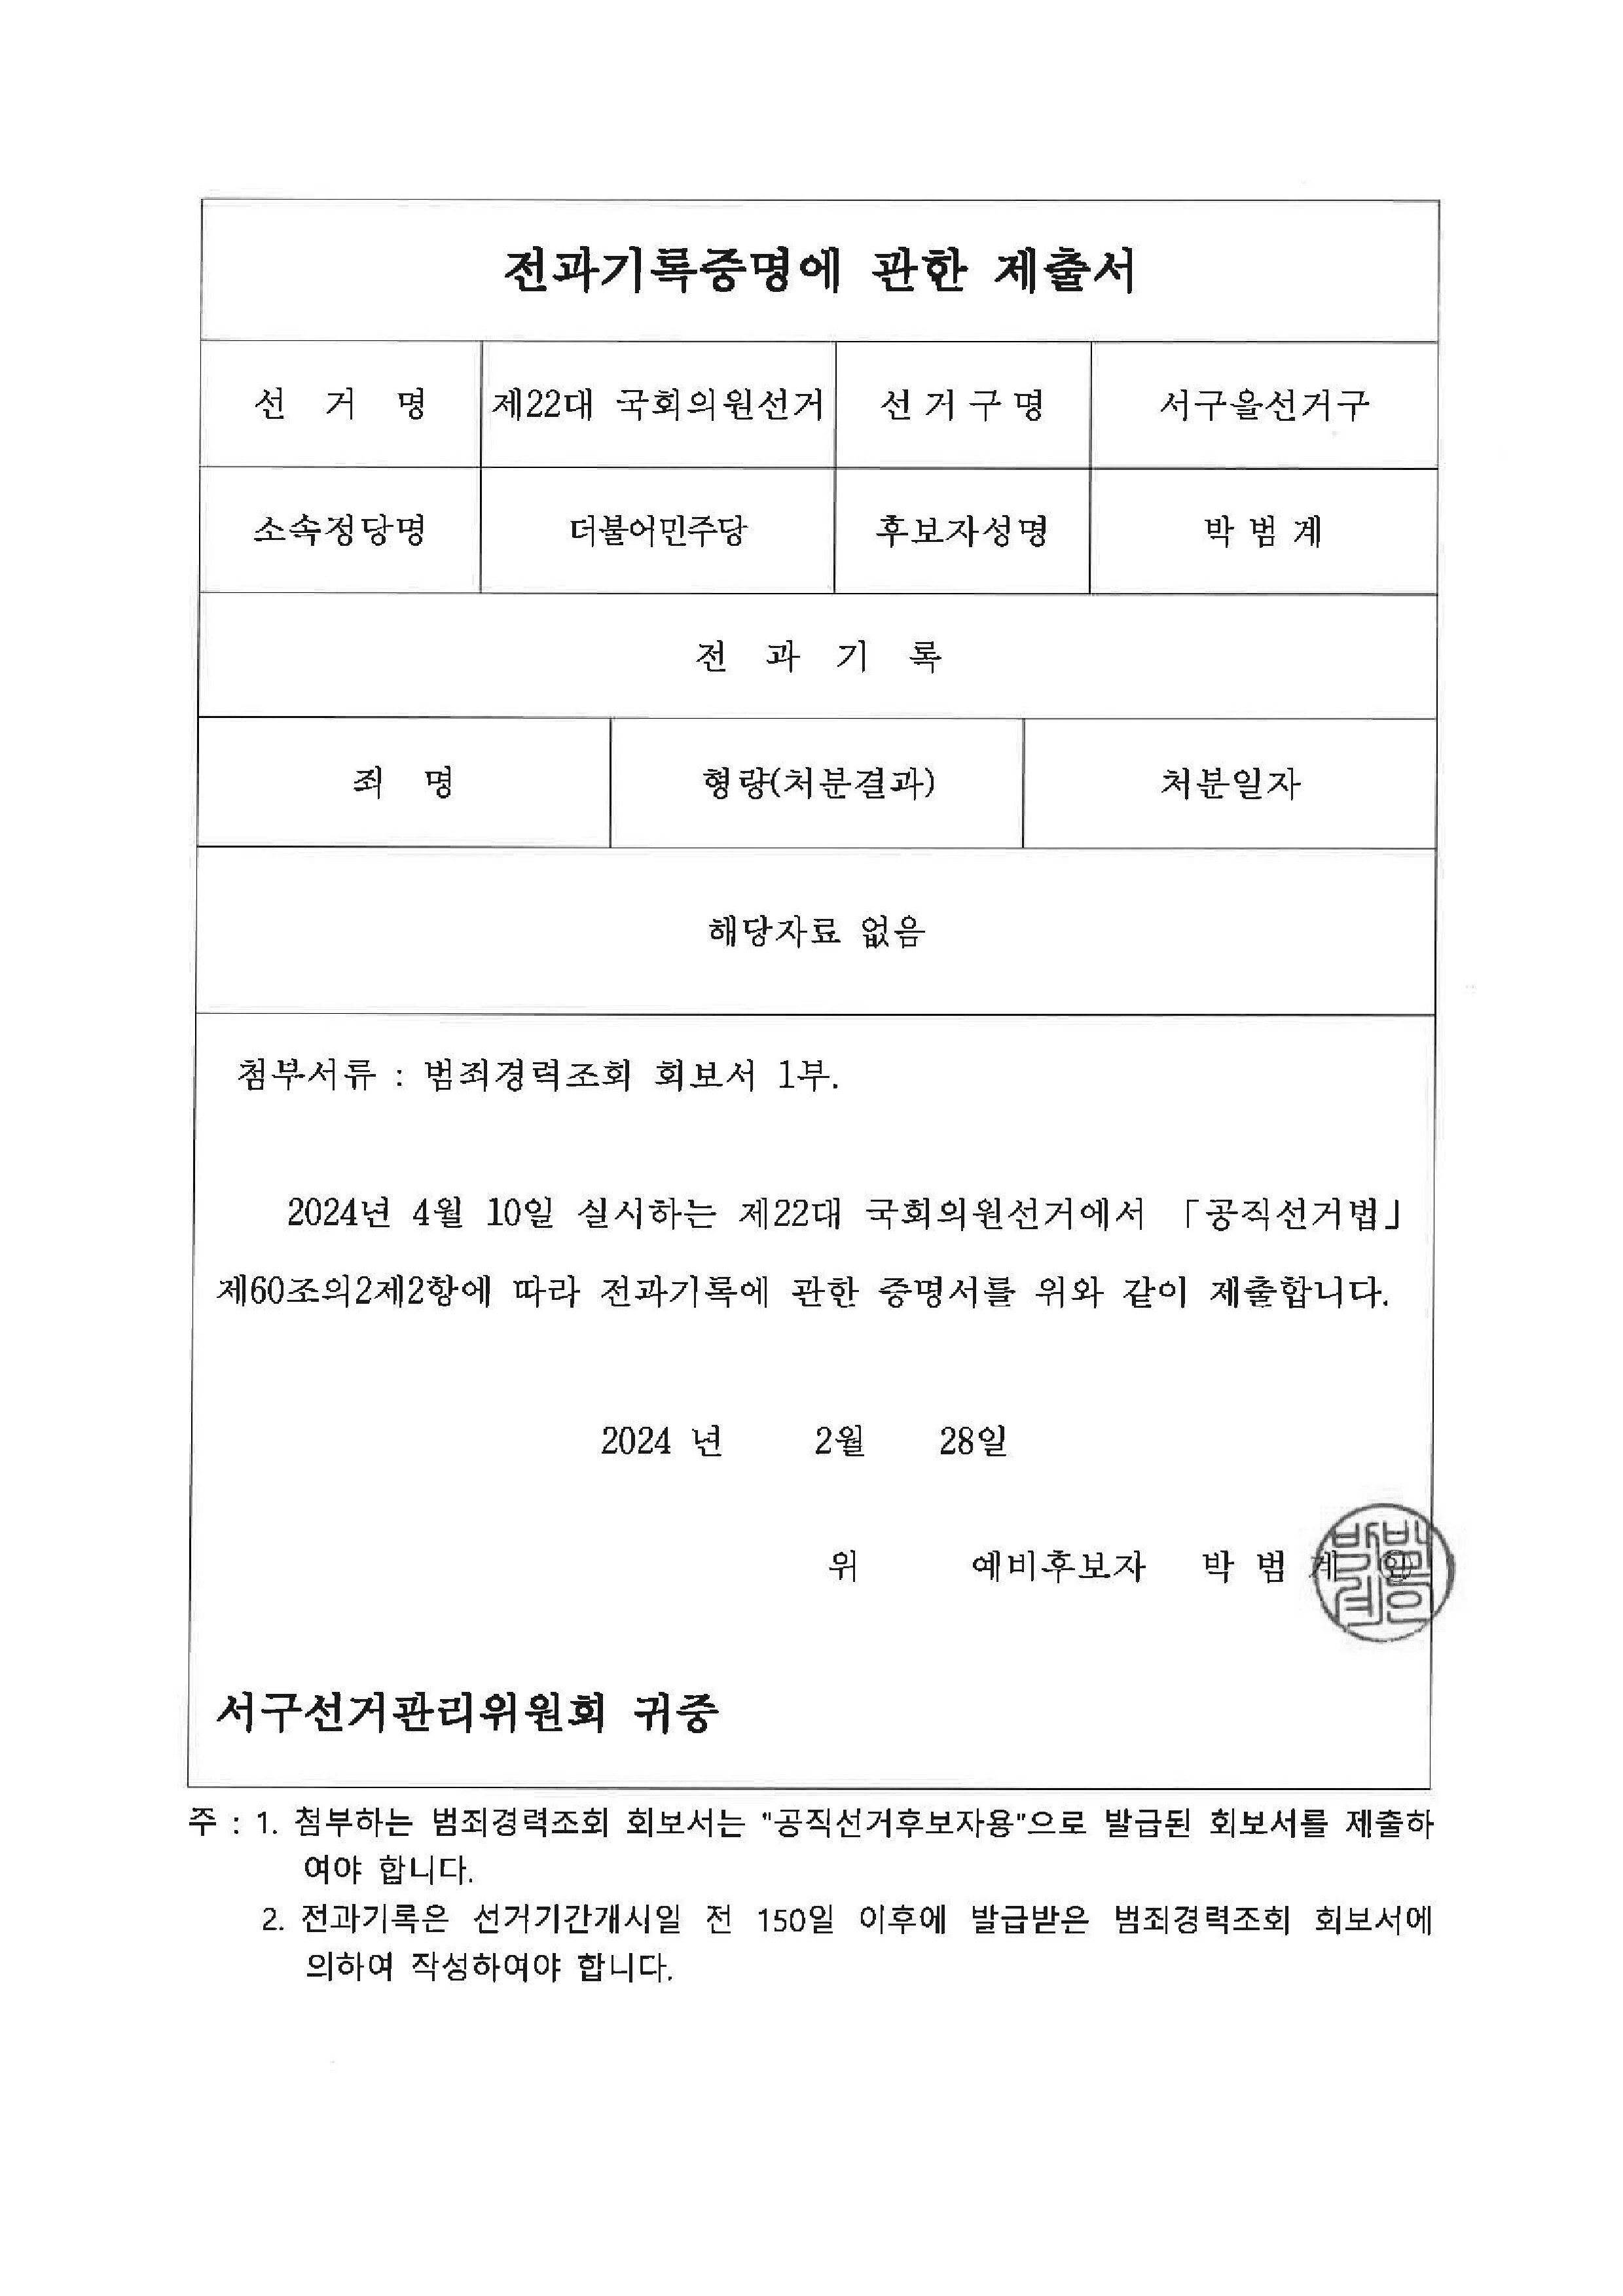 전과기록증명에 관한 제출서
선 거 명 제22대 국회의원선거 선 거 구 명 서구을선거구
소속정당명 더불어민주당 후보자성명 박 범 계
전 과 기 록
죄 명 형량(처분결과) 처분일자
해당자료 없음
첨부서류 : 범죄경력조회 회보서 1부.
2024년 4월 10일 실시하는 제22대 국회의원선거에서 「공직선거법」
제60조의2제2항에 따라 전과기록에 관한 증명서를 위와 같이 제출합니다.
2024 년 2월 28일
위 예비후보자 박 범 계 ㊞
박범계인
서구선거관리위원회 귀중
주 : 1. 첨부하는 범죄경력조회 회보서는 "공직선거후보자용"으로 발급된 회보서를 제출하
여야 합니다.
2. 전과기록은 선거기간개시일 전 150일 이후에 발급받은 범죄경력조회 회보서에
의하여 작성하여야 합니다.